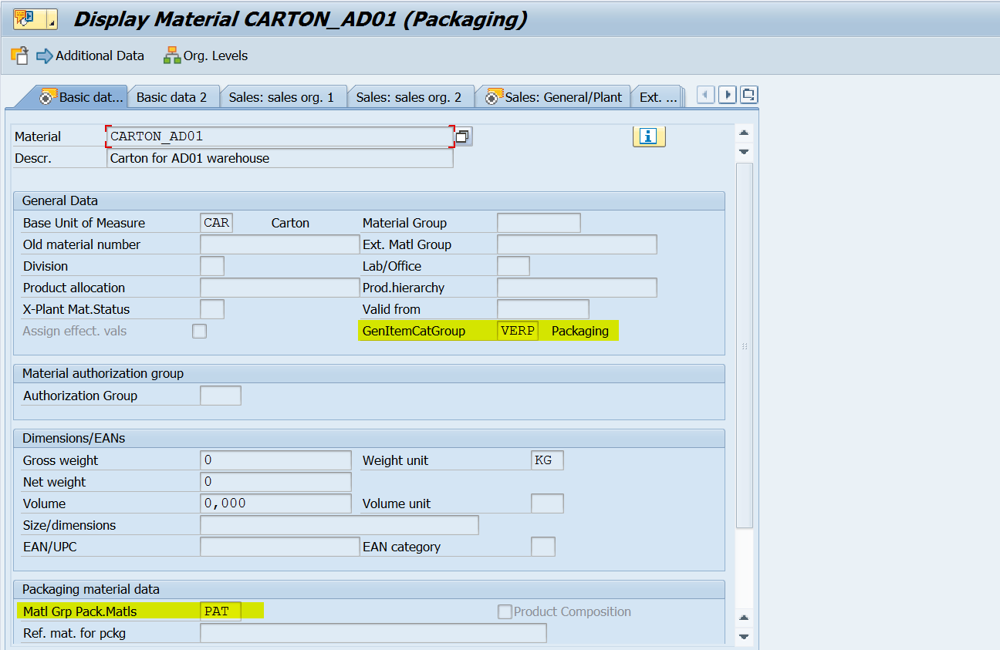 Display Material CARTON_AD01 (Packaging)
Additional Data Org. Levels
Basic dat... Basic data 2 Sales: sales org. 1 Sales: sales org. 2 Sales: General/Plant Ext. ...
Material CARTON_AD01
Descr. Carton for AD01 warehouse
General Data
Base Unit of Measure CAR Carton Material Group
Old material number Ext. Matl Group
Division Lab/Office
Product allocation Prod.hierarchy
X-Plant Mat.Status Valid from
Assign effect. vals GenItemCatGroup VERP Packaging
Material authorization group
Authorization Group
Dimensions/EANs
Gross weight 0 Weight unit KG
Net weight 0
Volume 0,000 Volume unit
Size/dimensions
EAN/UPC EAN category
Packaging material data
Matl Grp Pack.Matls PAT Product Composition
Ref. mat. for pckg